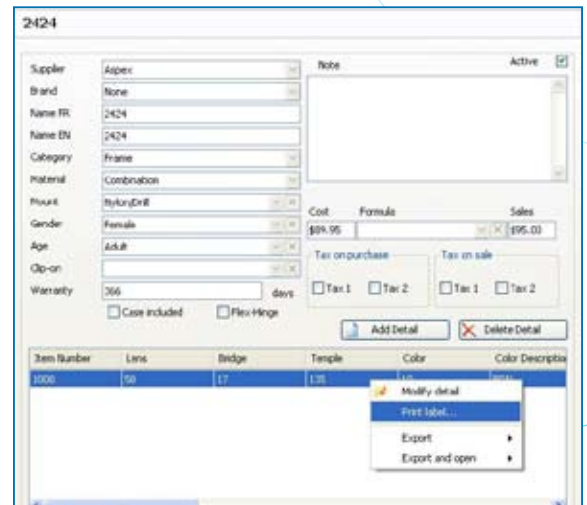 2424
Supplier Aspex Note Active
Brand None
Name FR 2424
Name EN 2424
Category Frame
Material Combination
Mount Nylon/Drill Cost Formula Sales
Gender Female $89.95 $95.00
Age Adult Tax on purchase Tax on sale
Clip-on
Warranty 366 days Tax 1 Tax 2 Tax 1 Tax 2
Case included Flex-Hinge
Add Detail Delete Detail
Item Number Lens Bridge Temple Color Color Descriptio
1000 50 17 135
Modify detail
Print label...
Export
Export and open